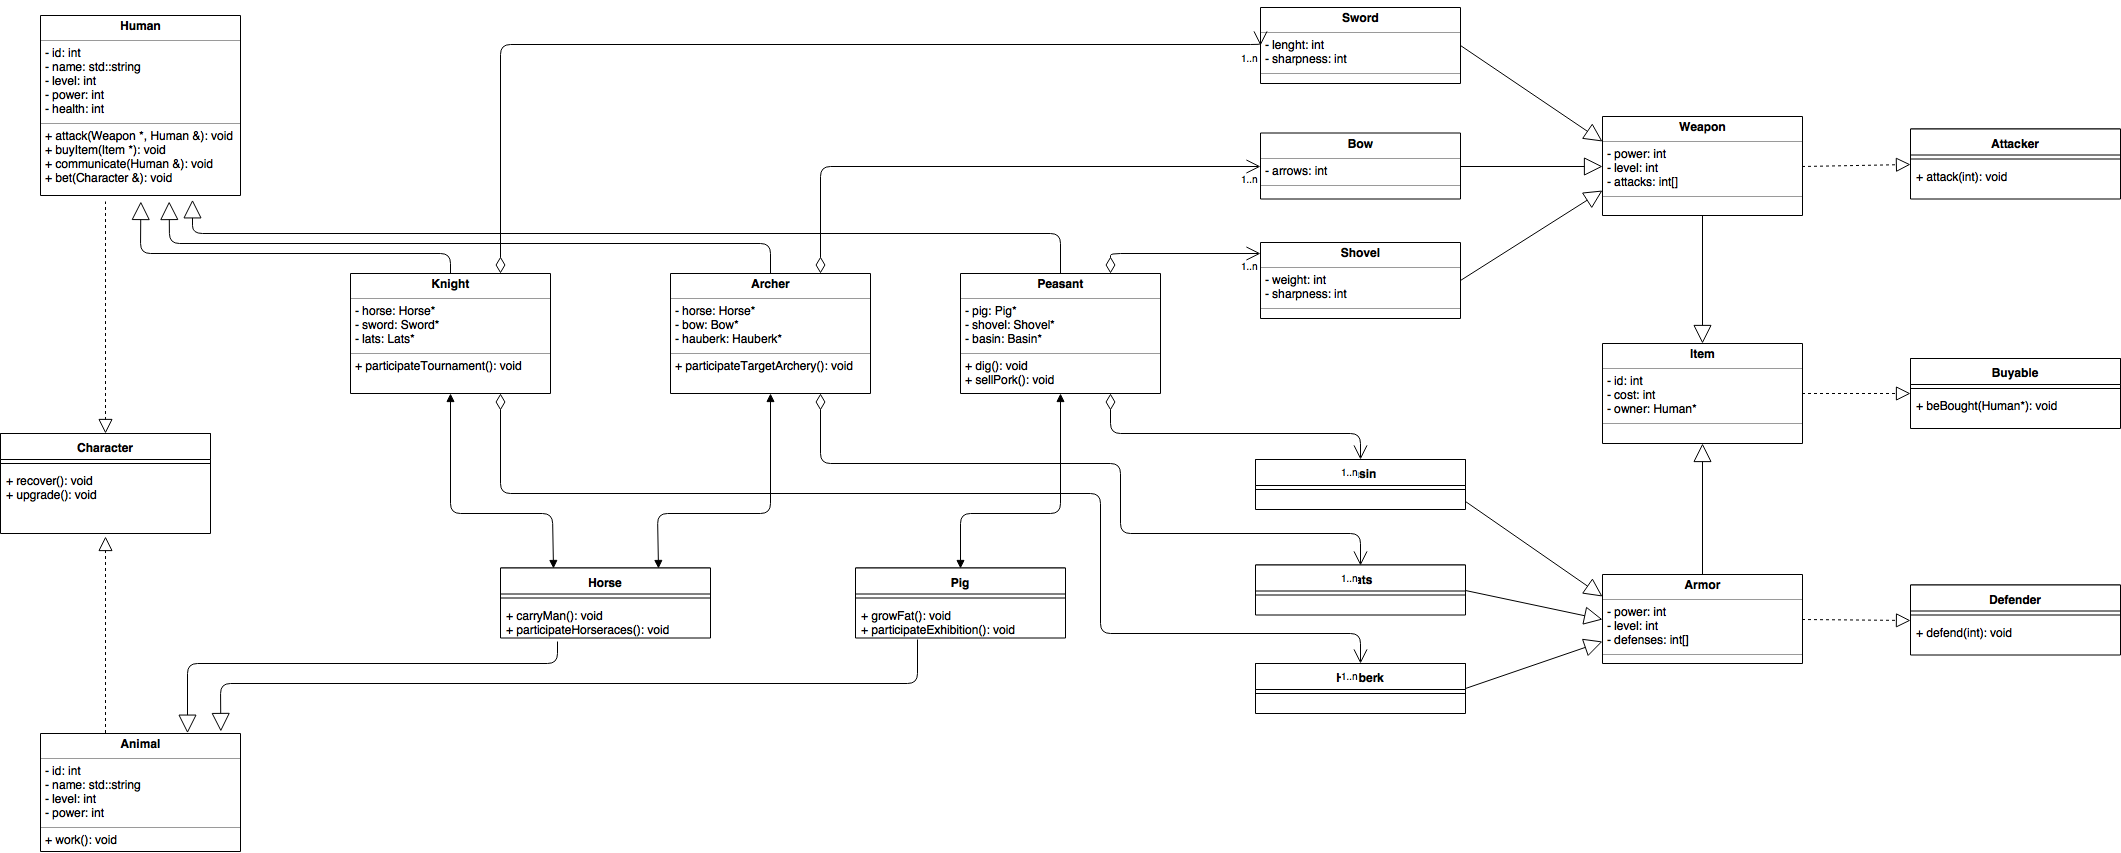 Human
- id: int
- name: std::string
- level: int
- power: int
- health: int
+ attack(Weapon *, Human &): void
+ buyItem(Item *): void
+ communicate(Human &): void
+ bet(Character &): void
Character
+ recover(): void
+ upgrade(): void
Animal
- id: int
- name: std::string
- level: int
- power: int
+ work(): void
Knight
- horse: Horse*
- sword: Sword*
- lats: Lats*
+ participateTournament(): void
Archer
- horse: Horse*
- bow: Bow*
- hauberk: Hauberk*
+ participateTargetArchery(): void
Peasant
- pig: Pig*
- shovel: Shovel*
- basin: Basin*
+ dig(): void
+ sellPork(): void
Horse
+ carryMan(): void
+ participateHorseraces(): void
Pig
+ growFat(): void
+ participateExhibition(): void
Sword
- lenght: int
- sharpness: int
1..n
Bow
- arrows: int
1..n
Shovel
- weight: int
- sharpness: int
1..n
1..n
1..n
1..n
Weapon
- power: int
- level: int
- attacks: int[]
Item
- id: int
- cost: int
- owner: Human*
Armor
- power: int
- level: int
- defenses: int[]
Attacker
+ attack(int): void
Buyable
+ beBought(Human*): void
Defender
+ defend(int): void